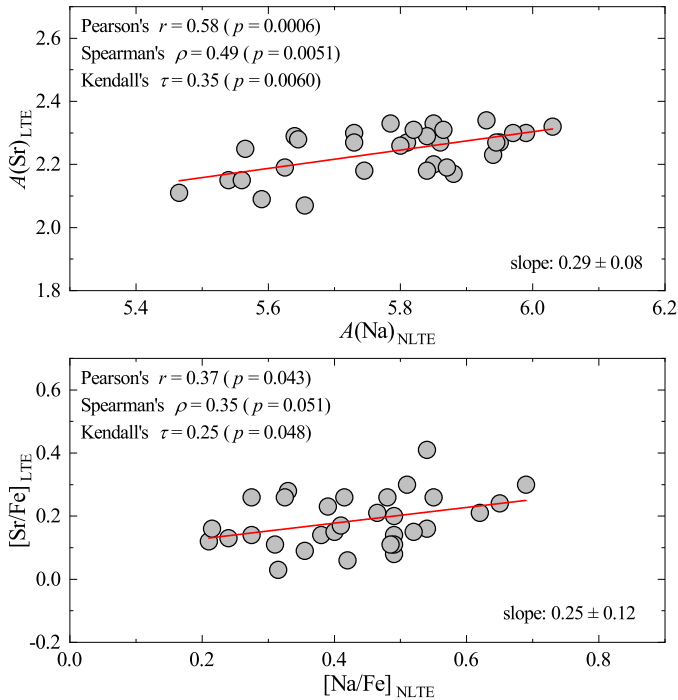 Pearson's r = 0.58 ( p = 0.0006)
Spearman's ρ = 0.49 ( p = 0.0051)
Kendall's τ = 0.35 ( p = 0.0060)
2.6
2.4
2.2
2.0
1.8
A(Sr)LTE
slope: 0.29 ± 0.08
5.4 5.6 5.8 6.0 6.2
A(Na)NLTE
Pearson's r = 0.37 ( p = 0.043)
Spearman's ρ = 0.35 ( p = 0.051)
Kendall's τ = 0.25 ( p = 0.048)
0.6
0.4
0.2
0.0
-0.2
[Sr/Fe]LTE
slope: 0.25 ± 0.12
0.0 0.2 0.4 0.6 0.8
[Na/Fe]NLTE